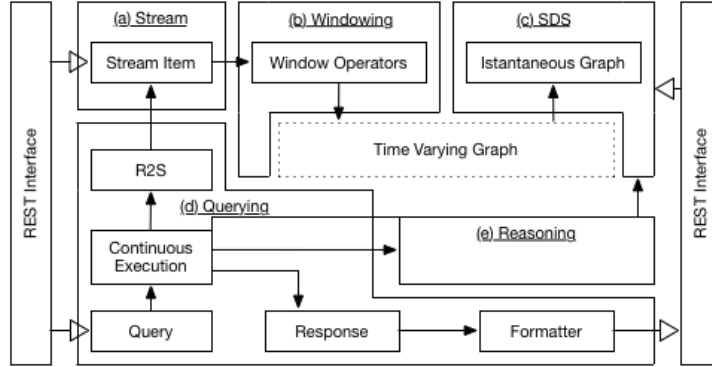 (a) Stream
(b) Windowing
(c) SDS
Stream Item
Window Operators
Istantaneous Graph
Time Varying Graph
REST Interface
REST Interface
R2S
(d) Querying
(e) Reasoning
Continuous
Execution
Query
Response
Formatter